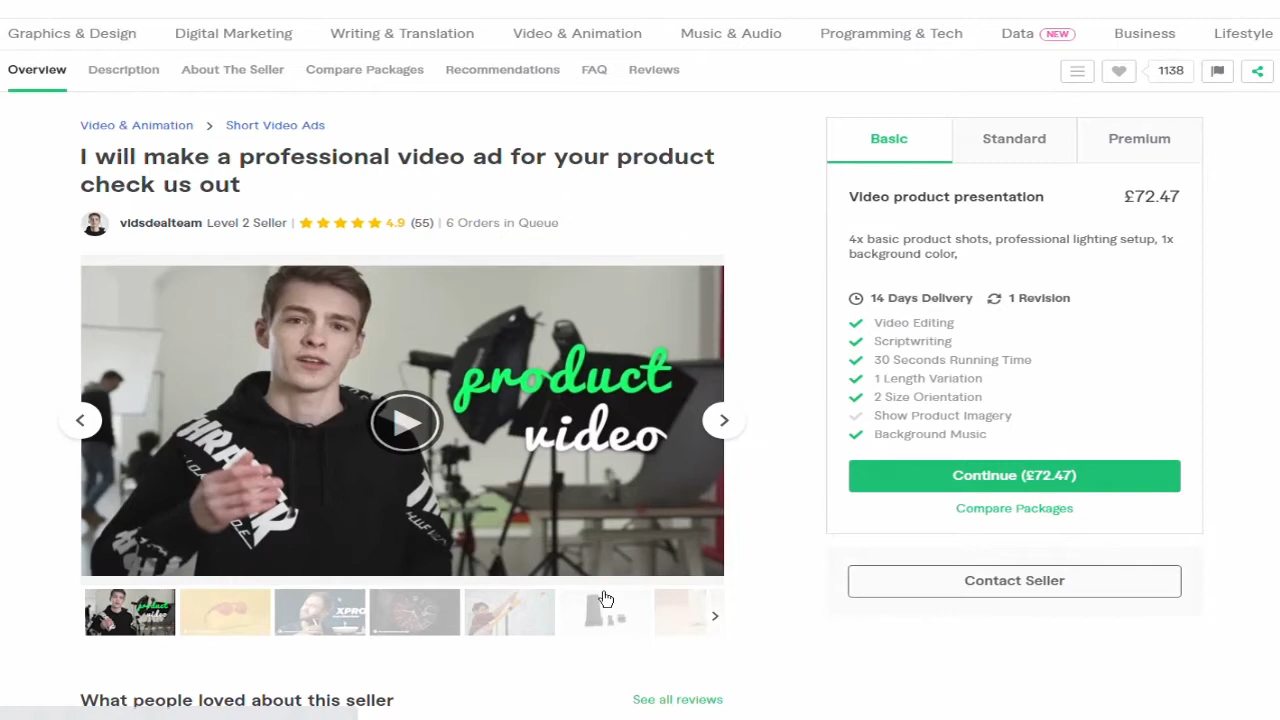 Graphics & Design Digital Marketing Writing & Translation Video & Animation Music & Audio Programming & Tech Data NEW Business Lifestyle
Overview Description About The Seller Compare Packages Recommendations FAQ Reviews 1138
Video & Animation > Short Video Ads
I will make a professional video ad for your product
check us out
vidsdealteam Level 2 Seller | 4.9 (55) | 6 Orders in Queue
product
video
THRA
XPRO
product
video
What people loved about this seller See all reviews
Basic Standard Premium
Video product presentation £72.47
4x basic product shots, professional lighting setup, 1x
background color,
14 Days Delivery 1 Revision
Video Editing
Scriptwriting
30 Seconds Running Time
1 Length Variation
2 Size Orientation
Show Product Imagery
Background Music
Continue (£72.47)
Compare Packages
Contact Seller